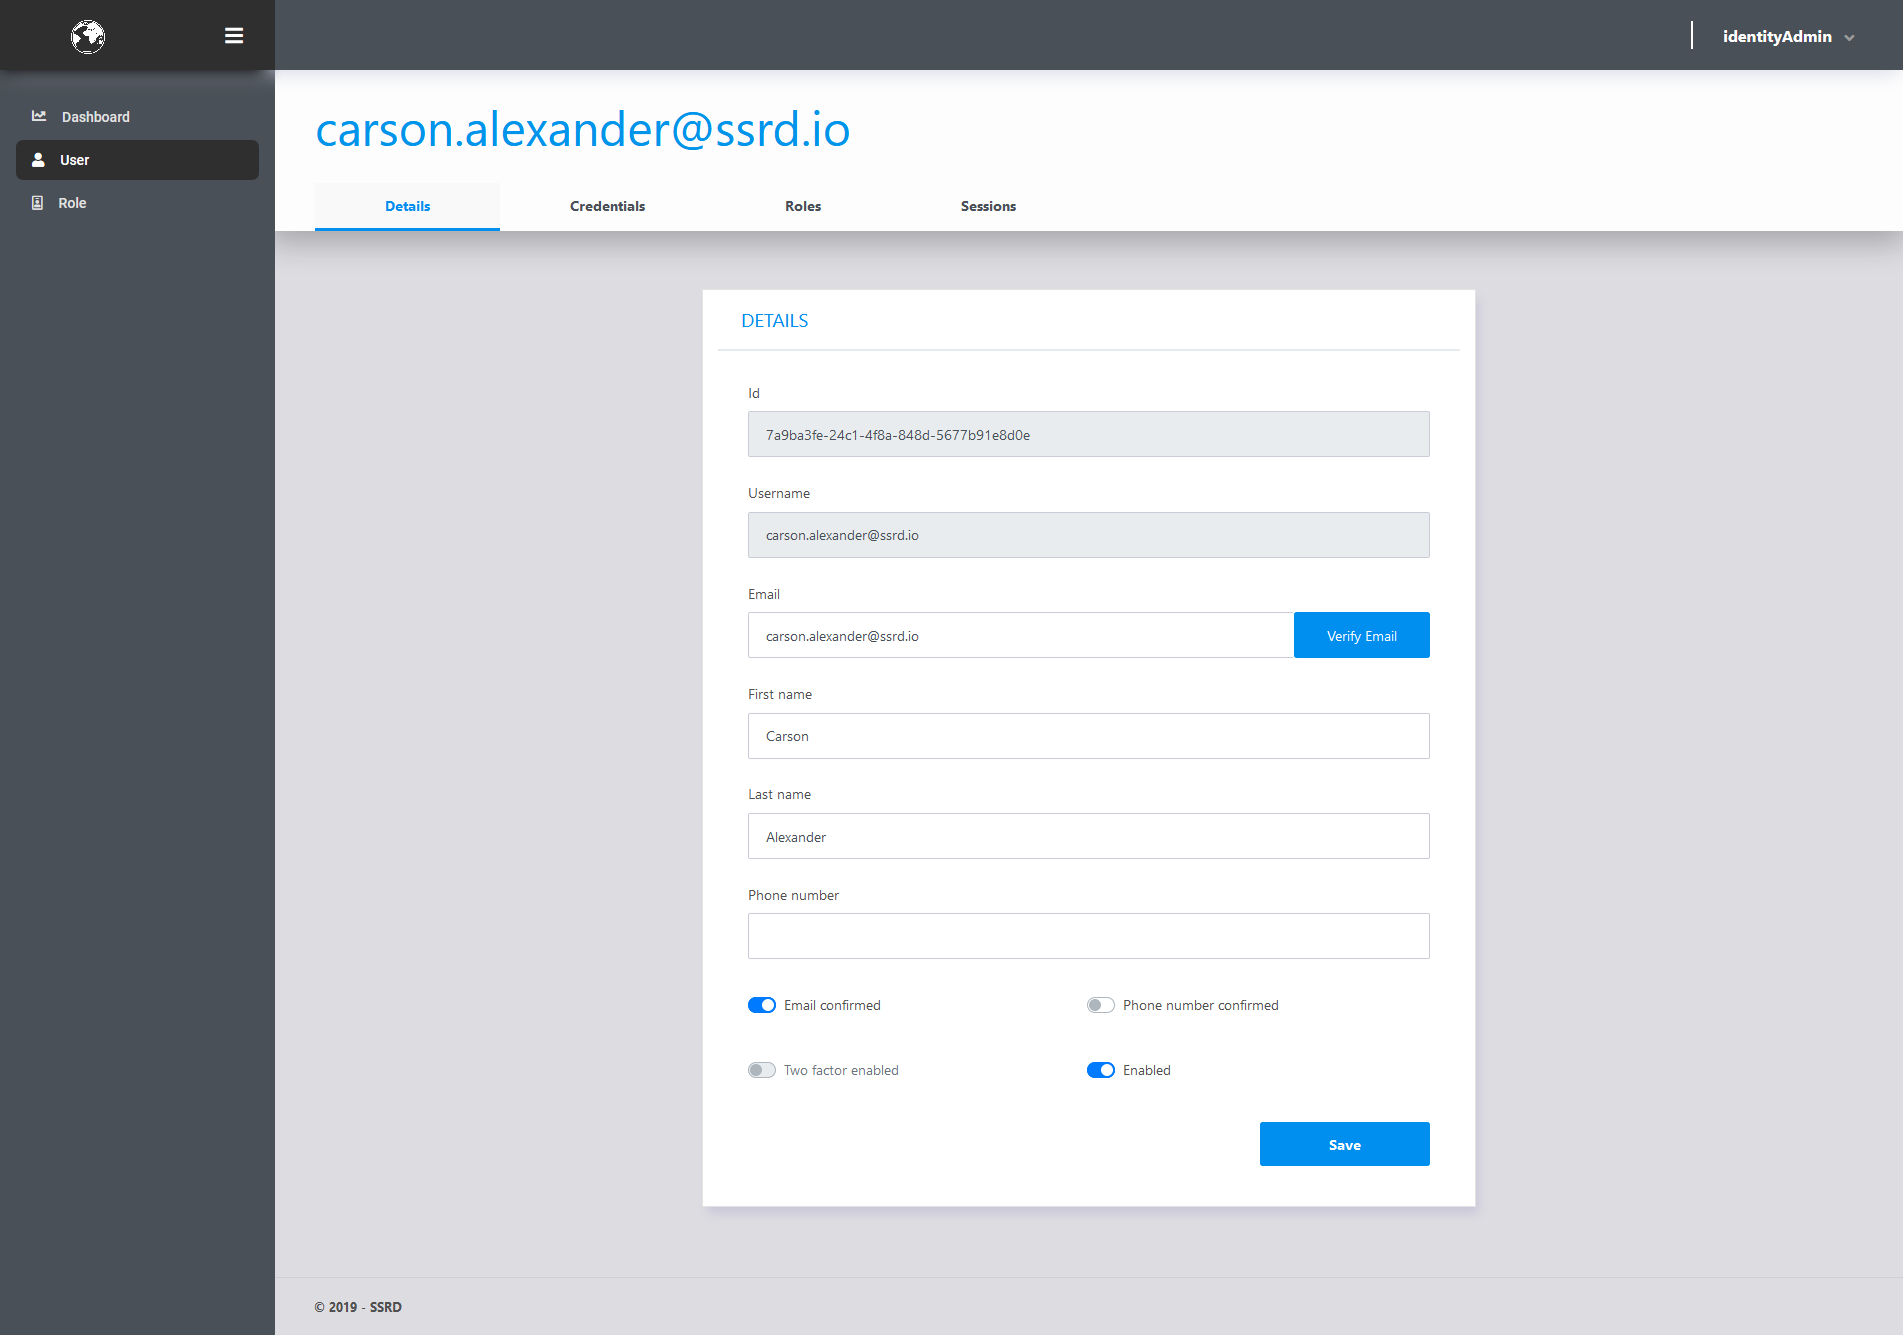 identityAdmin
Dashboard
User
Role
carson.alexander@ssrd.io
Details Credentials Roles Sessions
DETAILS
Id
7a9ba3fe-24c1-4f8a-848d-5677b91e8d0e
Username
carson.alexander@ssrd.io
Email
carson.alexander@ssrd.io Verify Email
First name
Carson
Last name
Alexander
Phone number
Email confirmed Phone number confirmed
Two factor enabled Enabled
Save
© 2019 - SSRD